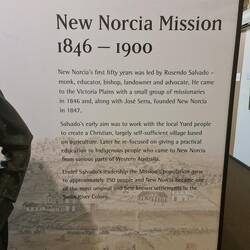 New Norcia Mission
1846 – 1900
New Norcia's first fifty years was led by Rosendo Salvado –
monk, educator, bishop, landowner and advocate. He came
to the Victoria Plains with a small group of missionaries
in 1846 and, along with José Serra, founded New Norcia
in 1847.
Salvado's early aim was to work with the local Yued people
to create a Christian, largely self-sufficient village based
on agriculture. Later he re-focused on giving a practical
education to Indigenous people who came to New Norcia
from various parts of Western Australia.
Under Salvado's leadership the Mission's population grew
to approximately 250 people and New Norcia became one
of the most original and best known settlements in the
Swan River Colony.